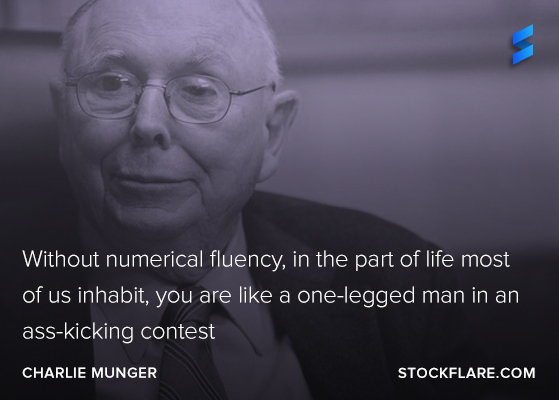 Without numerical fluency, in the part of life most
of us inhabit, you are like a one-legged man in an
ass-kicking contest
CHARLIE MUNGER
STOCKFLARE.COM